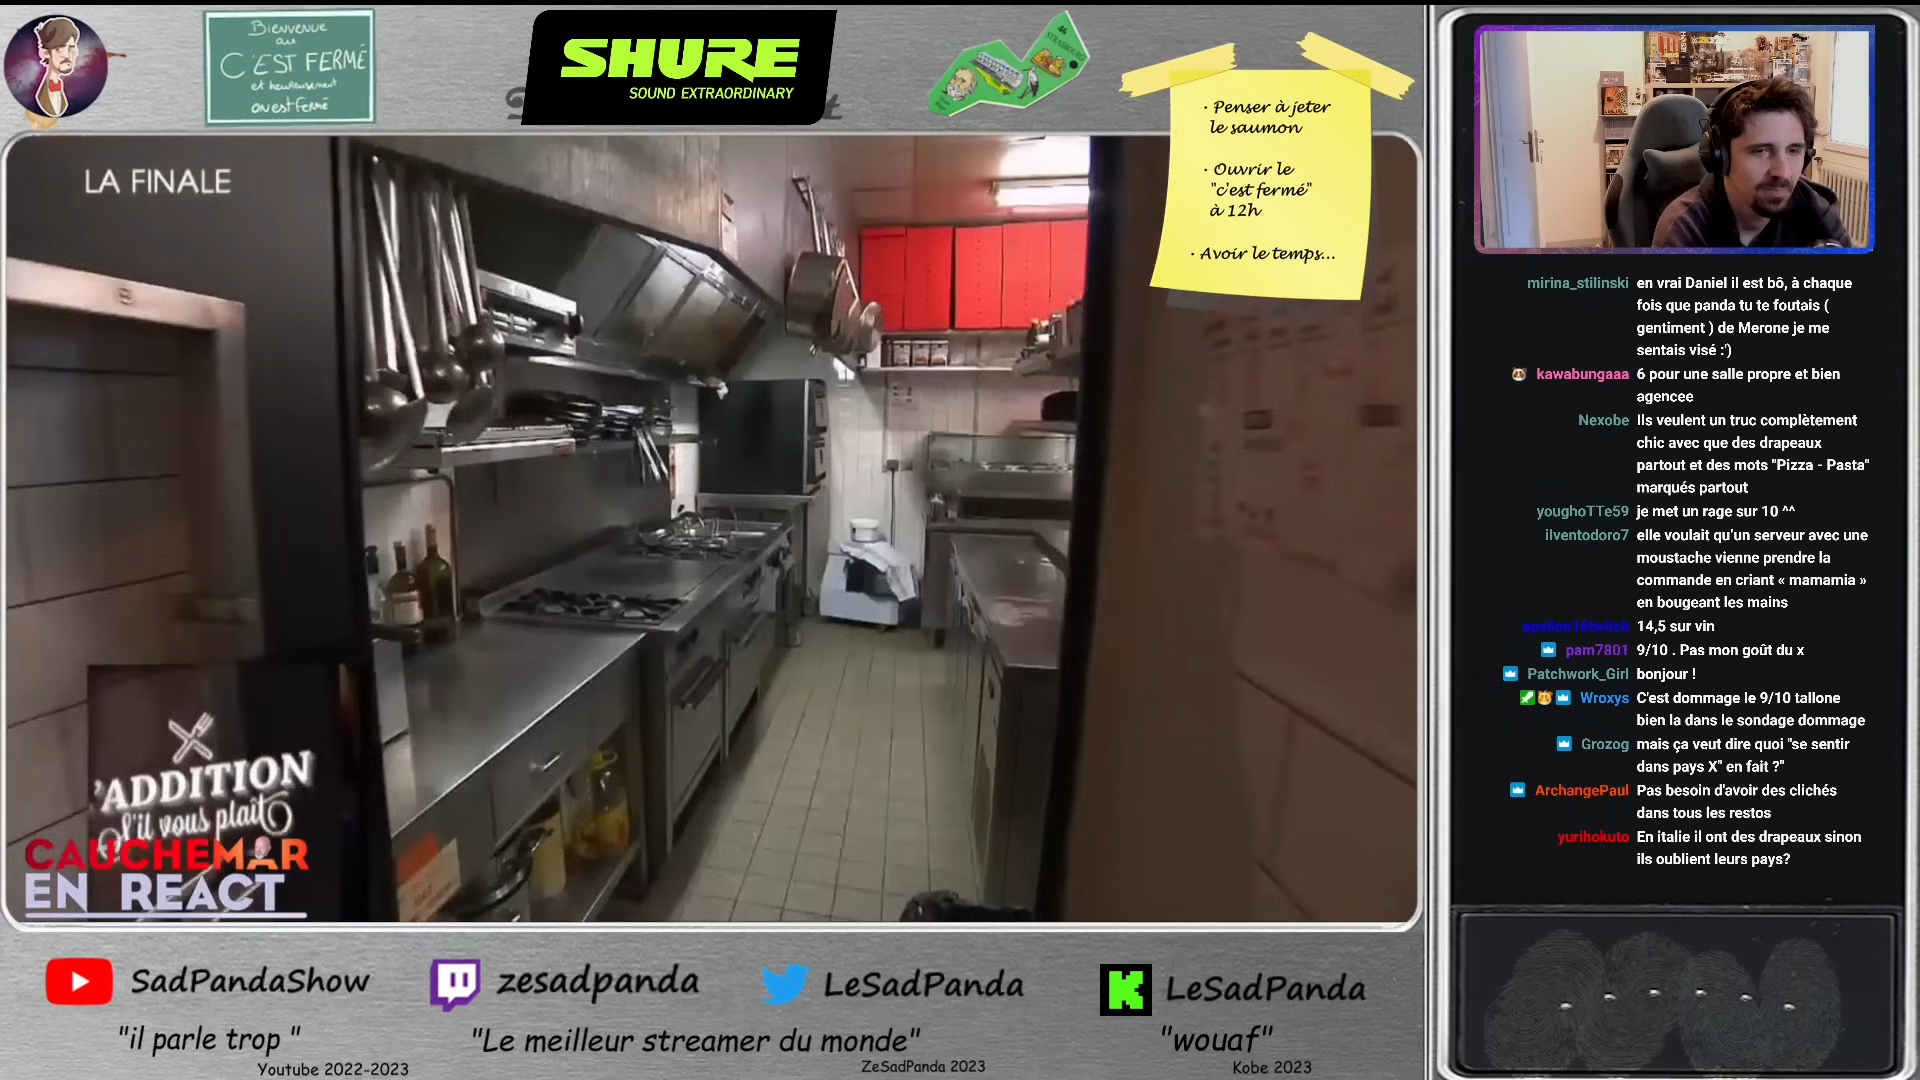 Bienvenue
au
C'EST FERMÉ
et heureusement
on est fermé
SHURE
SOUND EXTRAORDINARY
46
STRASBOURG
· Penser à jeter
le saumon
· Ouvrir le
"c'est fermé"
à 12h
· Avoir le temps...
LA FINALE
'ADDITION
s'il vous plaît
CAUCHEMAR
EN REACT
SadPandaShow
"il parle trop "
Youtube 2022-2023
zesadpanda
"Le meilleur streamer du monde"
ZeSadPanda 2023
LeSadPanda
LeSadPanda
"wouaf"
Kobe 2023
mirina_stilinski en vrai Daniel il est bô, à chaque
fois que panda tu te foutais (
gentiment ) de Merone je me
sentais visé :')
kawabungaaa 6 pour une salle propre et bien
agencee
Nexobe Ils veulent un truc complètement
chic avec que des drapeaux
partout et des mots "Pizza - Pasta"
marqués partout
youghoTTe59 je met un rage sur 10 ^^
ilventodoro7 elle voulait qu'un serveur avec une
moustache vienne prendre la
commande en criant « mamamia »
en bougeant les mains
epsilon16twitch 14,5 sur vin
pam7801 9/10 . Pas mon goût du x
Patchwork_Girl bonjour !
Wroxys C'est dommage le 9/10 tallone
bien la dans le sondage dommage
Grozog mais ça veut dire quoi "se sentir
dans pays X" en fait ?"
ArchangePaul Pas besoin d'avoir des clichés
dans tous les restos
yurihokuto En italie il ont des drapeaux sinon
ils oublient leurs pays?